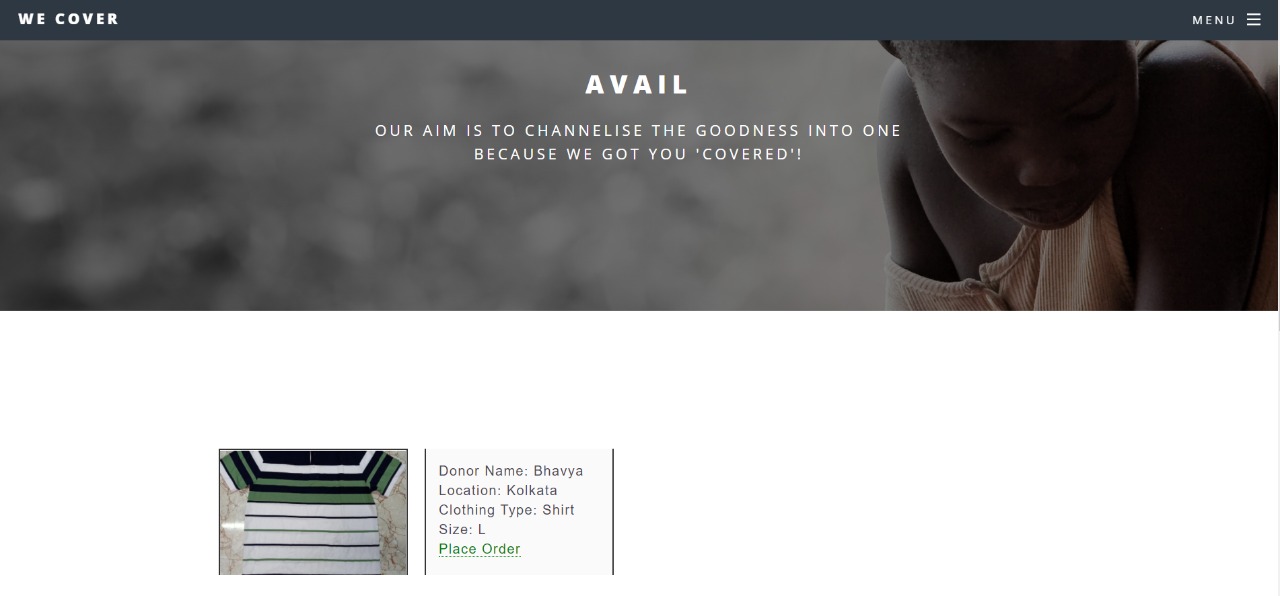 WE COVER
MENU
AVAIL
OUR AIM IS TO CHANNELISE THE GOODNESS INTO ONE
BECAUSE WE GOT YOU 'COVERED'!
Donor Name: Bhavya
Location: Kolkata
Clothing Type: Shirt
Size: L
Place Order